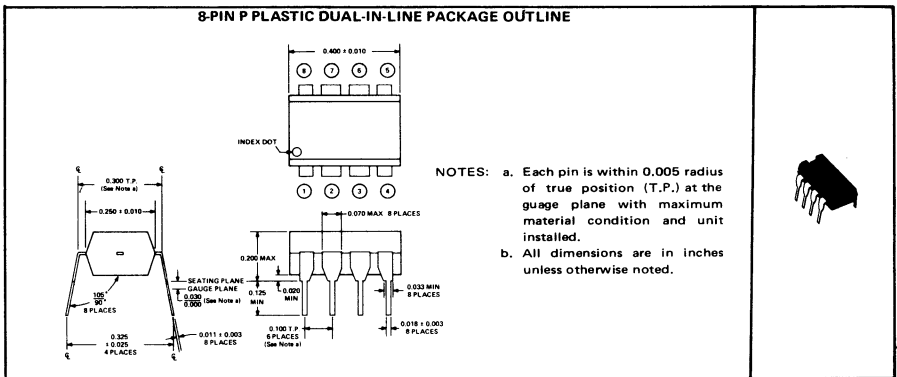 8-PIN P PLASTIC DUAL-IN-LINE PACKAGE OUTLINE
0.400 ± 0.010
8 7 6 5
INDEX DOT
1 2 3 4
℄ ℄
0.300 T.P.
(See Note a)
0.250 ± 0.010
105°
90°
8 PLACES
0.325
± 0.025
4 PLACES
℄ ℄
0.011 ± 0.003
8 PLACES
SEATING PLANE
GAUGE PLANE
0.030
0.000 (See Note a)
0.070 MAX 8 PLACES
0.200 MAX
0.020
MIN
0.125
MIN
0.033 MIN
8 PLACES
0.018 ± 0.003
8 PLACES
0.100 T.P
6 PLACES
(See Note a)
NOTES: a. Each pin is within 0.005 radius
of true position (T.P.) at the
guage plane with maximum
material condition and unit
installed.
b. All dimensions are in inches
unless otherwise noted.